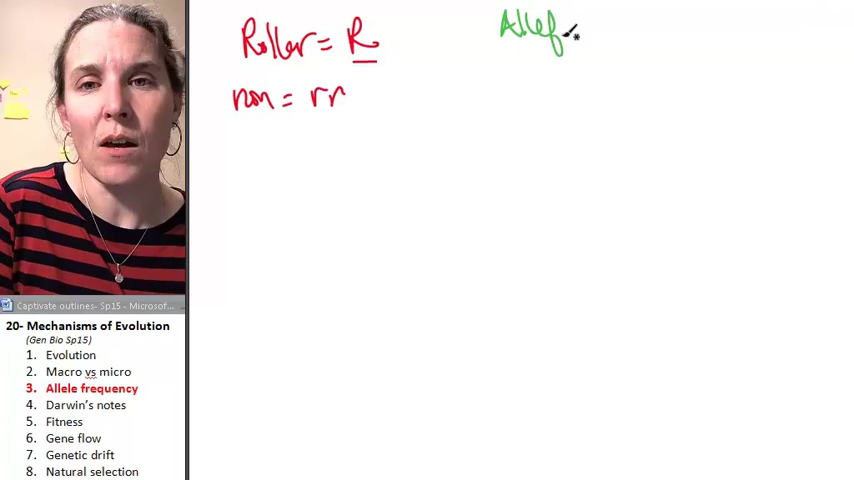 Roller = R
non = rr
Allef
Captivate outlines- Sp15 - Microsof...
20- Mechanisms of Evolution
(Gen Bio Sp15)
1. Evolution
2. Macro vs micro
3. Allele frequency
4. Darwin's notes
5. Fitness
6. Gene flow
7. Genetic drift
8. Natural selection